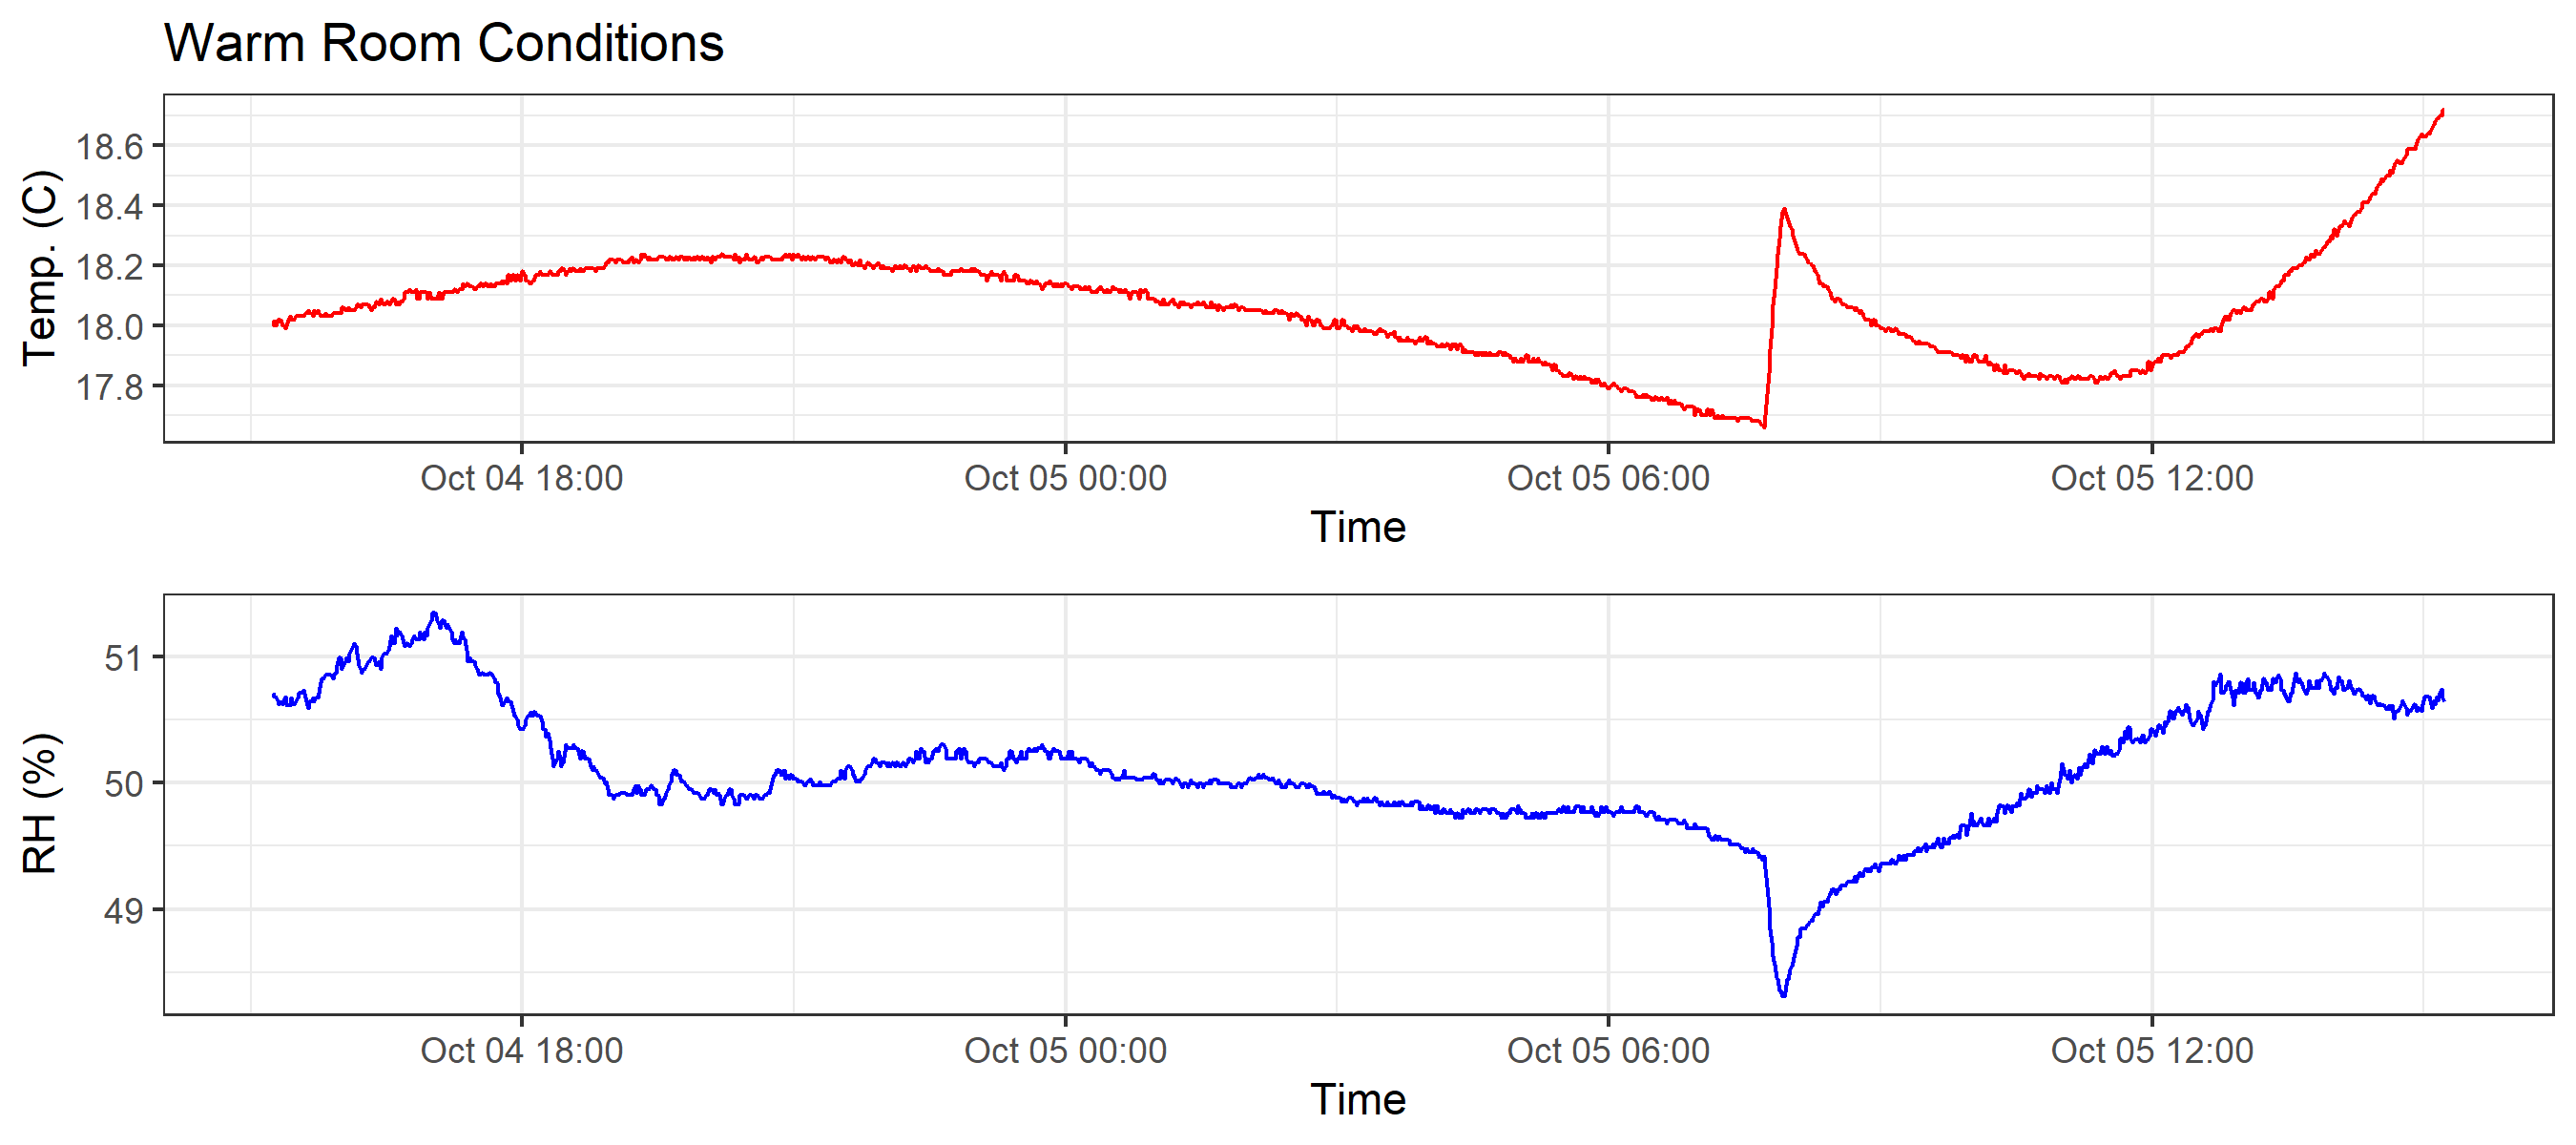 Warm Room Conditions
Temp. (C)
18.6
18.4
18.2
18.0
17.8
Oct 04 18:00 Oct 05 00:00 Oct 05 06:00 Oct 05 12:00
Time
RH (%)
51
50
49
Oct 04 18:00 Oct 05 00:00 Oct 05 06:00 Oct 05 12:00
Time